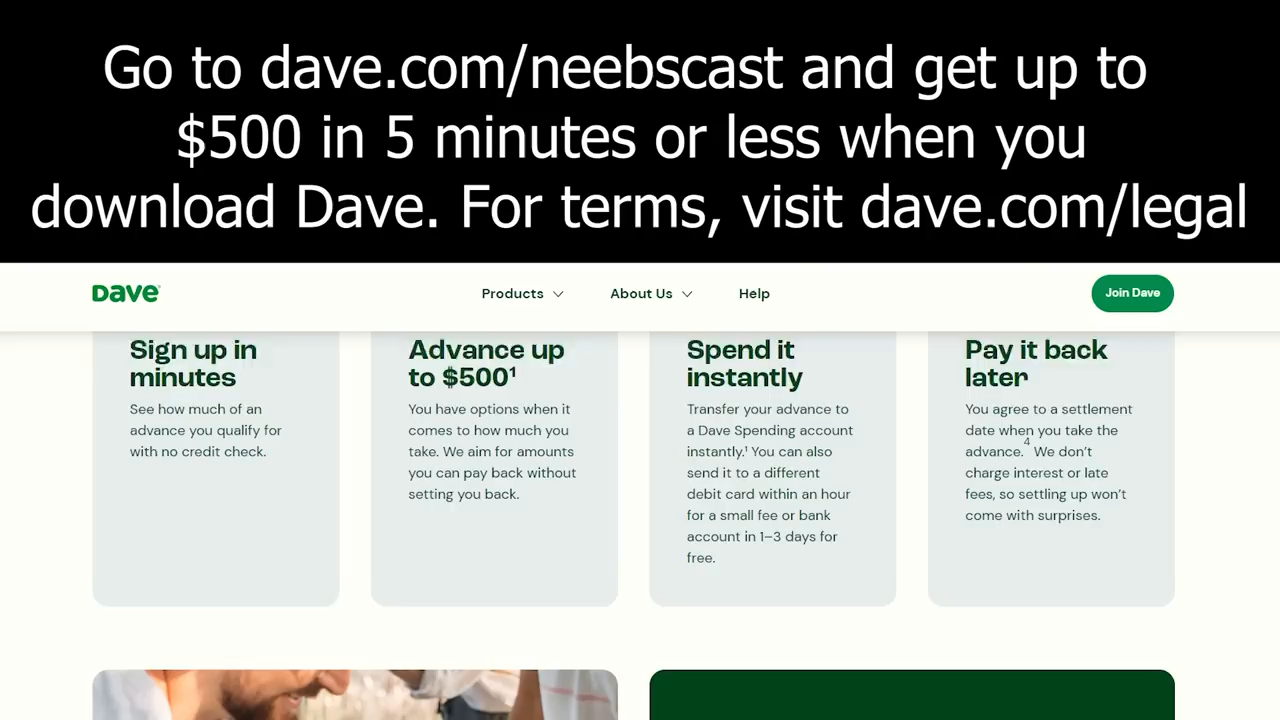 Go to dave.com/neebscast and get up to
$500 in 5 minutes or less when you
download Dave. For terms, visit dave.com/legal
Dave
Products
About Us
Help
Join Dave
Sign up in
minutes
See how much of an
advance you qualify for
with no credit check.
Advance up
to $500¹
You have options when it
comes to how much you
take. We aim for amounts
you can pay back without
setting you back.
Spend it
instantly
Transfer your advance to
a Dave Spending account
instantly.¹ You can also
send it to a different
debit card within an hour
for a small fee or bank
account in 1–3 days for
free.
Pay it back
later
You agree to a settlement
date when you take the
advance.⁴ We don’t
charge interest or late
fees, so settling up won’t
come with surprises.